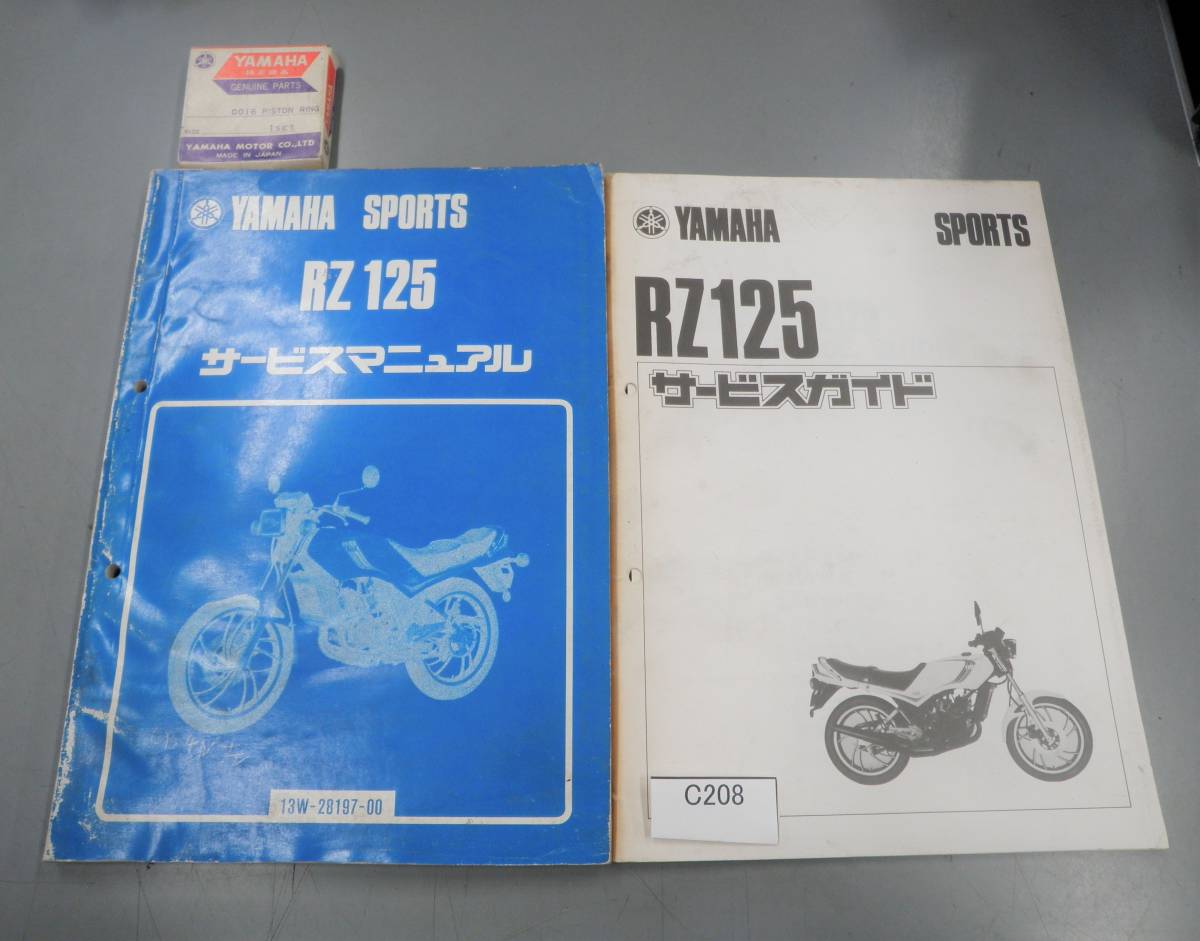 YAMAHA
GENUINE PARTS
0016 PISTON RING
YAMAHA MOTOR CO.,LTD
MADE IN JAPAN
YAMAHA SPORTS
RZ 125
サービスマニュアル
13W-28197-00
YAMAHA SPORTS
RZ125
サービスガイド
C208